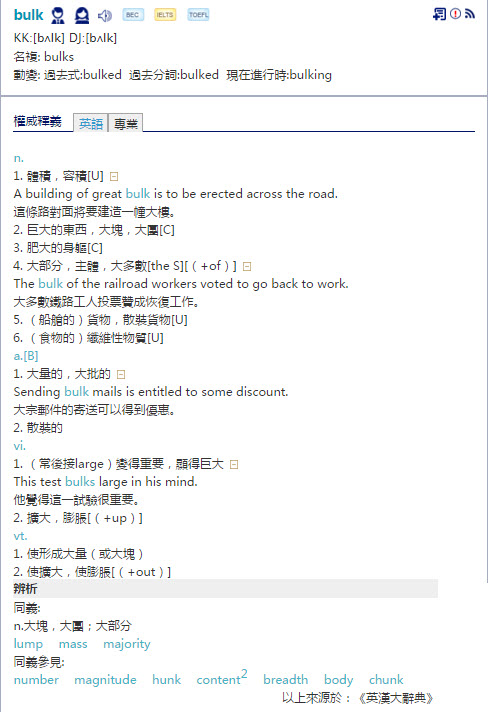 bulk BEC IELTS TOEFL
KK:[bʌlk] DJ:[bʌlk]
名複: bulks
動變: 過去式:bulked 過去分詞:bulked 現在進行時:bulking
權威釋義 英語 專業
n.
1. 體積，容積[U]
A building of great bulk is to be erected across the road.
這條路對面將要建造一幢大樓。
2. 巨大的東西，大塊，大團[C]
3. 肥大的身軀[C]
4. 大部分，主體，大多數[the S][（+of）]
The bulk of the railroad workers voted to go back to work.
大多數鐵路工人投票贊成恢復工作。
5. （船艙的）貨物，散裝貨物[U]
6. （食物的）纖維性物質[U]
a.[B]
1. 大量的，大批的
Sending bulk mails is entitled to some discount.
大宗郵件的寄送可以得到優惠。
2. 散裝的
vi.
1. （常後接large）變得重要，顯得巨大
This test bulks large in his mind.
他覺得這一試驗很重要。
2. 擴大，膨脹[（+up）]
vt.
1. 使形成大量（或大塊）
2. 使擴大，使膨脹[（+out）]
辨析
同義:
n.大塊，大團；大部分
lump mass majority
同義參見:
number magnitude hunk content2 breadth body chunk
以上來源於：《英漢大辭典》